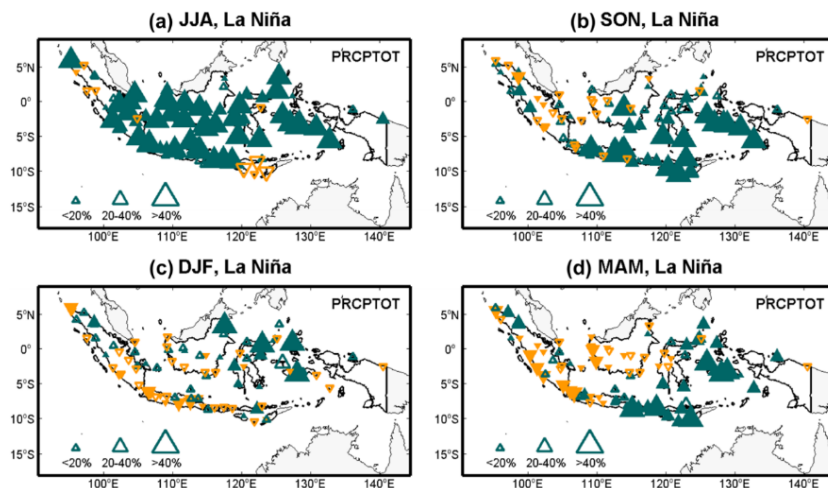 (a) JJA, La Niña
PRCPTOT
5°N
0°
5°S
10°S
15°S
<20% 20-40% >40%
100°E 110°E 120°E 130°E 140°E
(b) SON, La Niña
PRCPTOT
5°N
0°
5°S
10°S
15°S
<20% 20-40% >40%
100°E 110°E 120°E 130°E 140°E
(c) DJF, La Niña
PRCPTOT
5°N
0°
5°S
10°S
15°S
<20% 20-40% >40%
100°E 110°E 120°E 130°E 140°E
(d) MAM, La Niña
PRCPTOT
5°N
0°
5°S
10°S
15°S
<20% 20-40% >40%
100°E 110°E 120°E 130°E 140°E